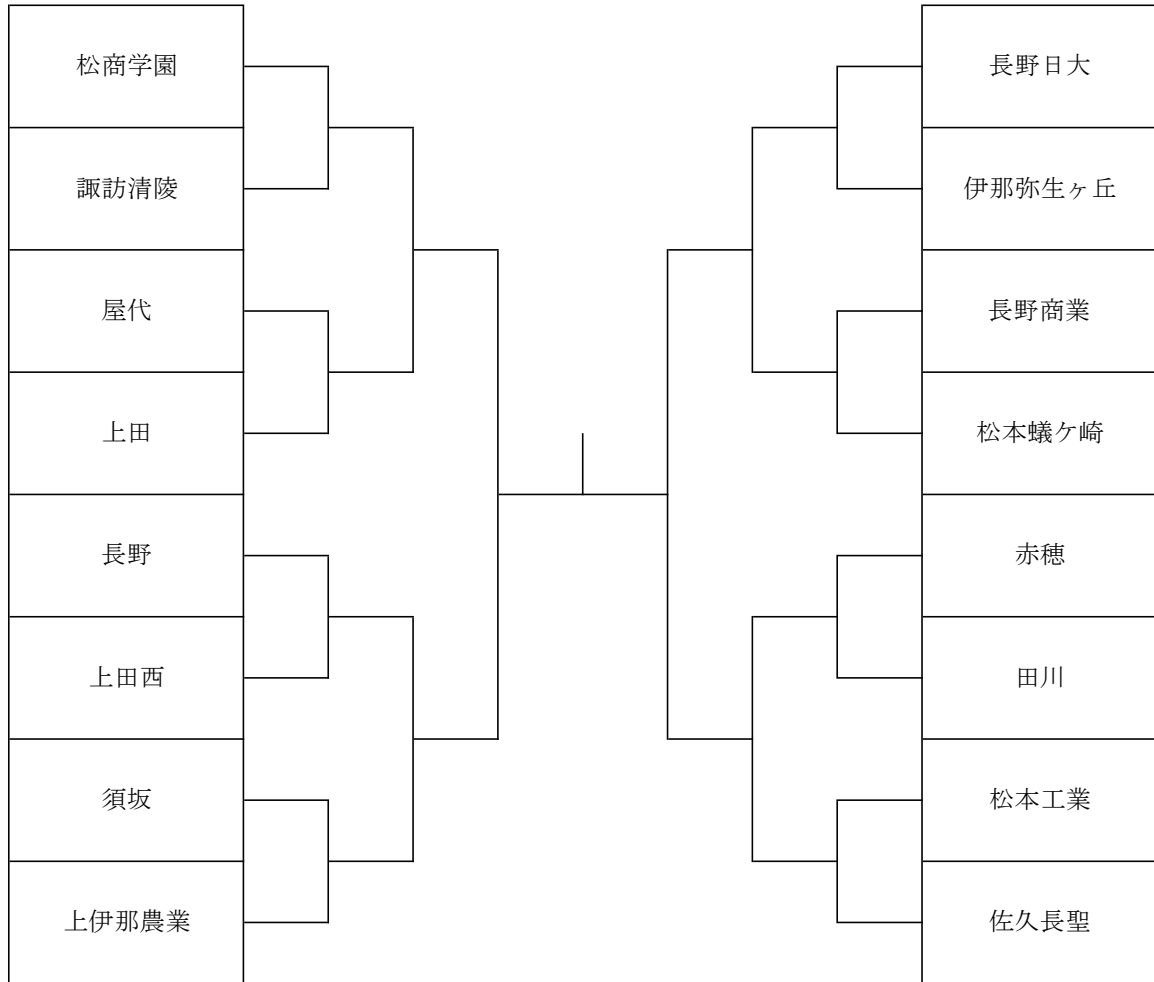 松商学園
諏訪清陵
屋代
上田
長野
上田西
須坂
上伊那農業
長野日大
伊那弥生ヶ丘
長野商業
松本蟻ケ崎
赤穂
田川
松本工業
佐久長聖